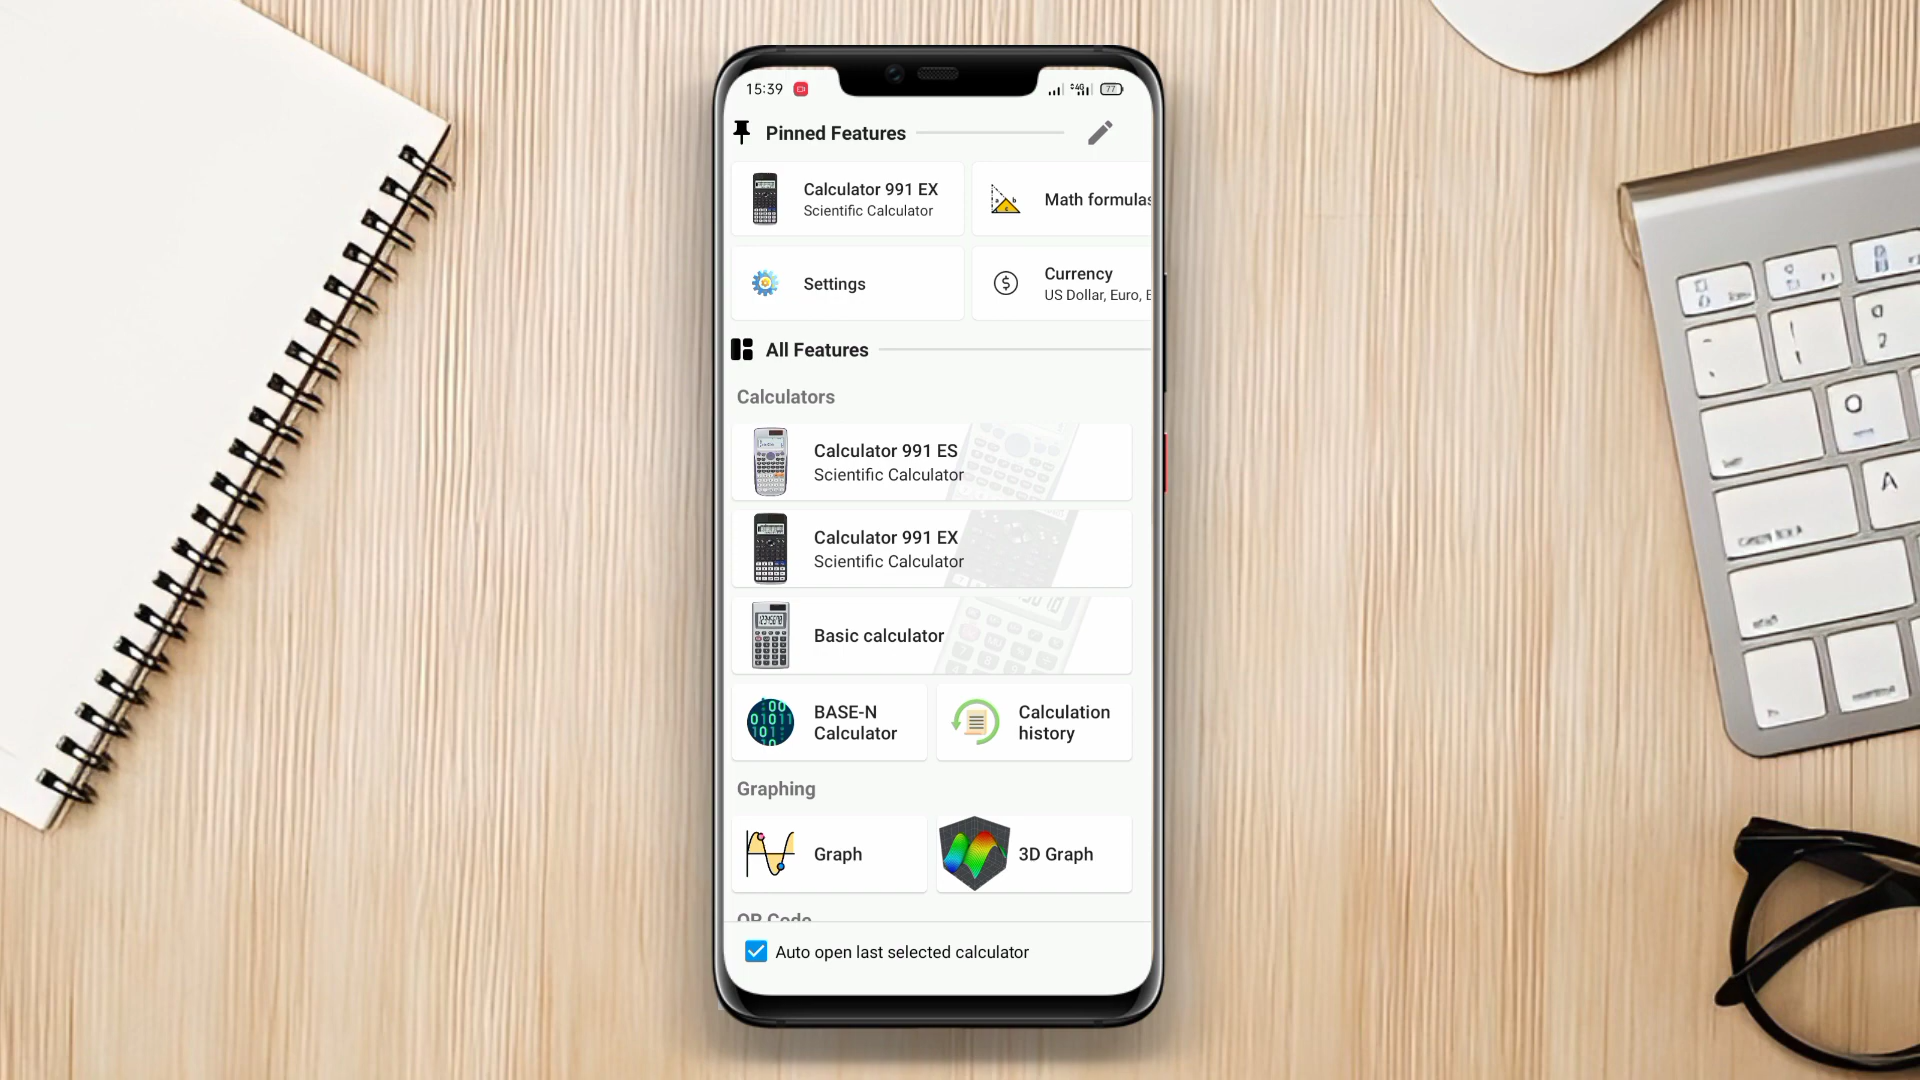 15:39
4G
77
Pinned Features
Calculator 991 EX
Scientific Calculator
Math formulas
Settings
Currency
US Dollar, Euro,
All Features
Calculators
Calculator 991 ES
Scientific Calculator
Calculator 991 EX
Scientific Calculator
Basic calculator
BASE-N
Calculator
Calculation
history
Graphing
Graph
3D Graph
QR Code
Auto open last selected calculator
A